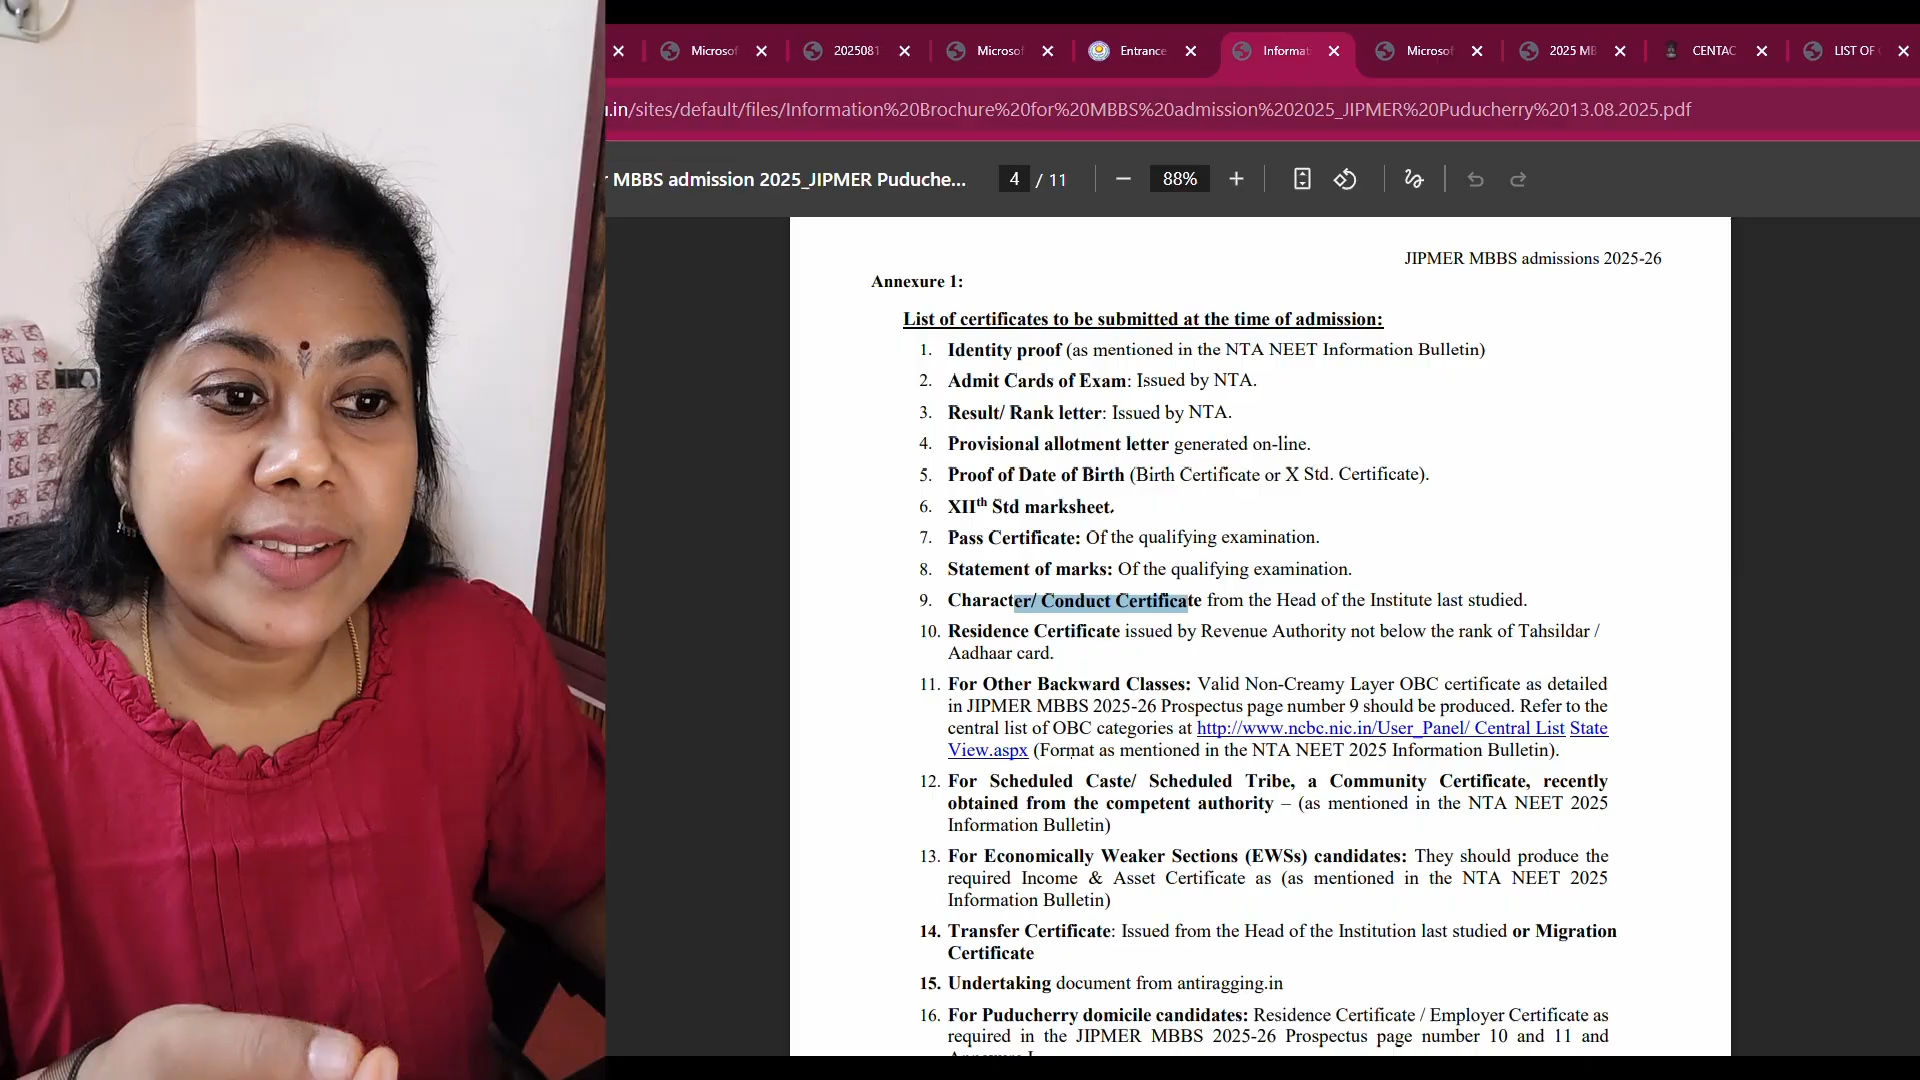 Microsof
2025081
Microsof
Entrance
Informat
Microsof
2025 MB
CENTAC
LIST OF
.in/sites/default/files/Information%20Brochure%20for%20MBBS%20admission%202025_JIPMER%20Puducherry%2013.08.2025.pdf
r MBBS admission 2025_JIPMER Puduche...
4 / 11
88%
JIPMER MBBS admissions 2025-26
Annexure 1:
List of certificates to be submitted at the time of admission:
1. Identity proof (as mentioned in the NTA NEET Information Bulletin)
2. Admit Cards of Exam: Issued by NTA.
3. Result/ Rank letter: Issued by NTA.
4. Provisional allotment letter generated on-line.
5. Proof of Date of Birth (Birth Certificate or X Std. Certificate).
6. XIIth Std marksheet.
7. Pass Certificate: Of the qualifying examination.
8. Statement of marks: Of the qualifying examination.
9. Character/ Conduct Certificate from the Head of the Institute last studied.
10. Residence Certificate issued by Revenue Authority not below the rank of Tahsildar /
Aadhaar card.
11. For Other Backward Classes: Valid Non-Creamy Layer OBC certificate as detailed
in JIPMER MBBS 2025-26 Prospectus page number 9 should be produced. Refer to the
central list of OBC categories at http://www.ncbc.nic.in/User_Panel/ Central List State
View.aspx (Format as mentioned in the NTA NEET 2025 Information Bulletin).
12. For Scheduled Caste/ Scheduled Tribe, a Community Certificate, recently
obtained from the competent authority – (as mentioned in the NTA NEET 2025
Information Bulletin)
13. For Economically Weaker Sections (EWSs) candidates: They should produce the
required Income & Asset Certificate as (as mentioned in the NTA NEET 2025
Information Bulletin)
14. Transfer Certificate: Issued from the Head of the Institution last studied or Migration
Certificate
15. Undertaking document from antiragging.in
16. For Puducherry domicile candidates: Residence Certificate / Employer Certificate as
required in the JIPMER MBBS 2025-26 Prospectus page number 10 and 11 and